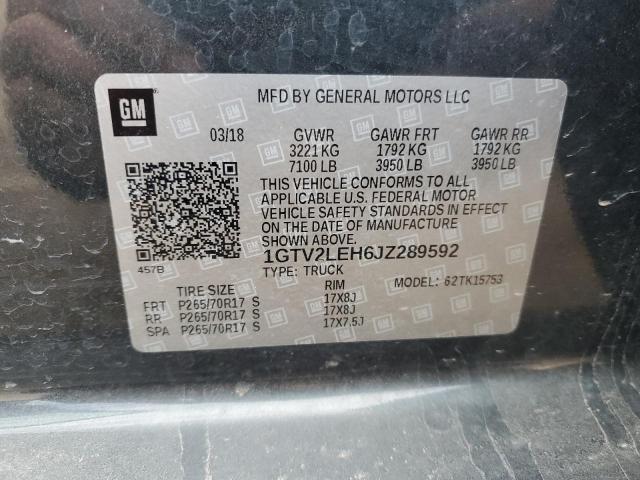 GM
MFD BY GENERAL MOTORS LLC
03/18 GVWR GAWR FRT GAWR RR
3221 KG 1792 KG 1792 KG
7100 LB 3950 LB 3950 LB
THIS VEHICLE CONFORMS TO ALL
APPLICABLE U.S. FEDERAL MOTOR
VEHICLE SAFETY STANDARDS IN EFFECT
ON THE DATE OF MANUFACTURE
SHOWN ABOVE.
457B
1GTV2LEH6JZ289592
TYPE: TRUCK MODEL: 62TK15753
TIRE SIZE RIM
FRT P265/70R17 S 17X8J
RR P265/70R17 S 17X8J
SPA P265/70R17 S 17X7.5J